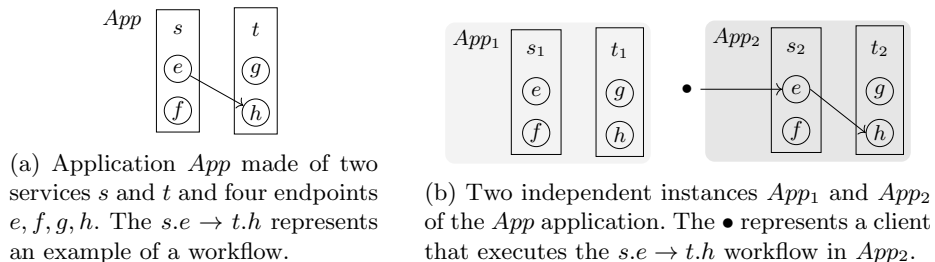 App
s
t
e
g
f
h
(a) Application App made of two
services s and t and four endpoints
e, f, g, h. The s.e → t.h represents
an example of a workflow.
App₁
s₁
t₁
e
g
f
h
App₂
s₂
t₂
e
g
f
h
(b) Two independent instances App₁ and App₂
of the App application. The • represents a client
that executes the s.e → t.h workflow in App₂.